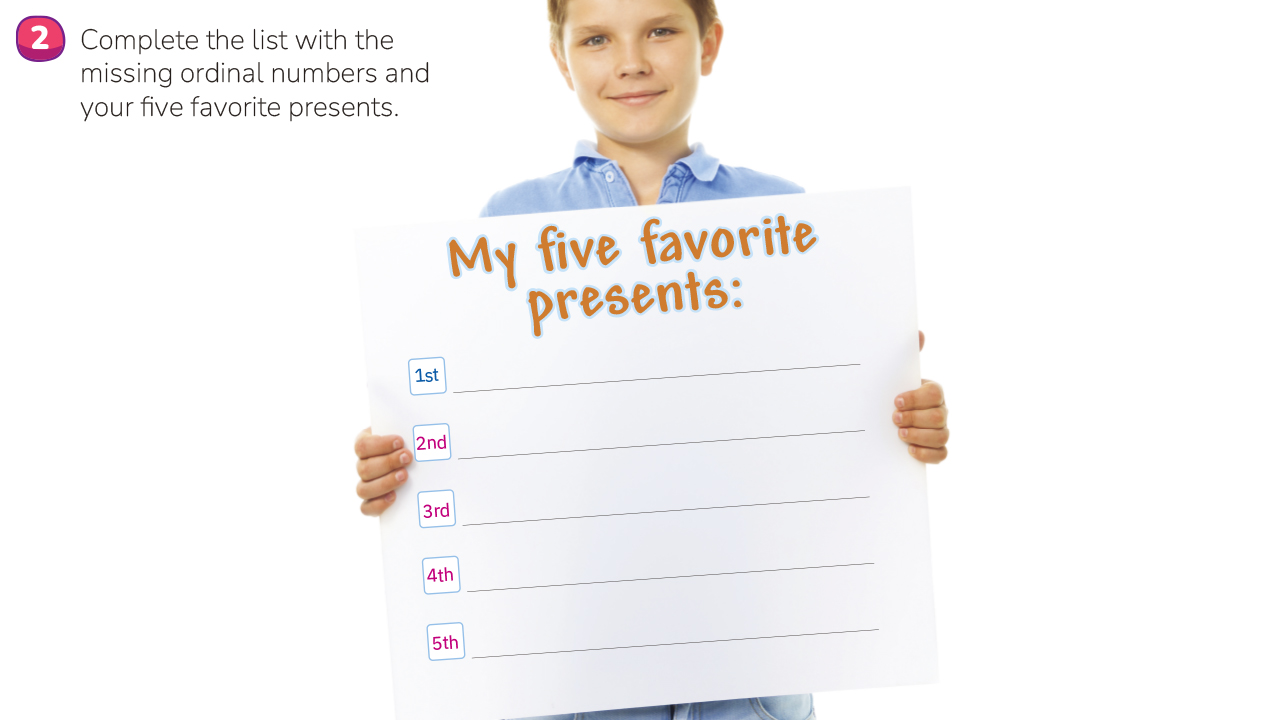 2
Complete the list with the
missing ordinal numbers and
your five favorite presents.
My five favorite
presents:
1st
2nd
3rd
4th
5th